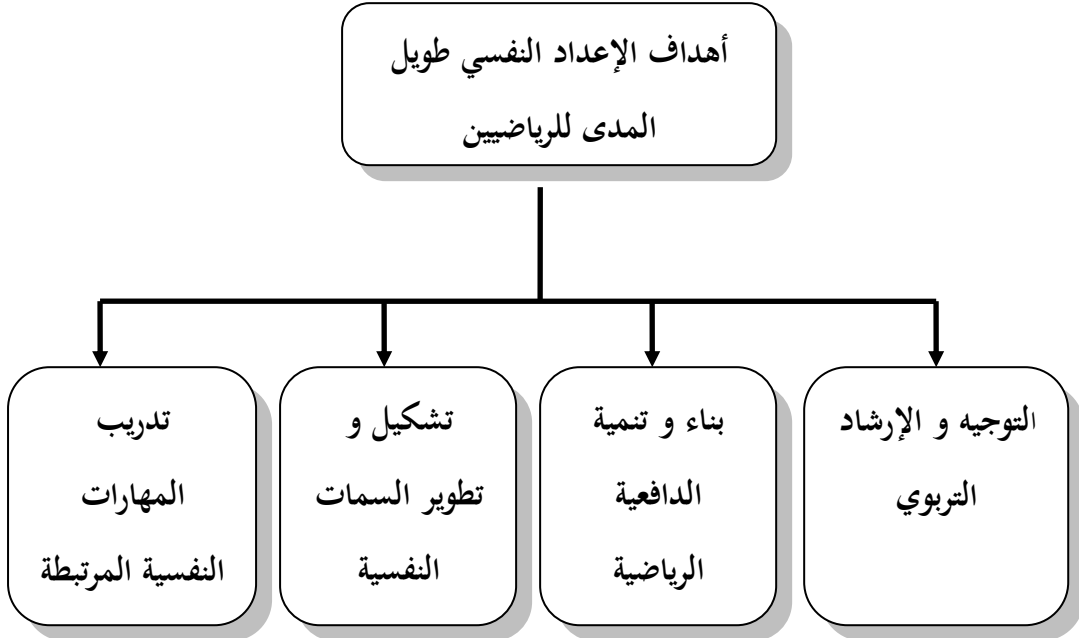 أهداف الإعداد النفسي طويل
المدى للرياضيين
التوجيه و الإرشاد
التربوي
بناء و تنمية
الدافعية
الرياضية
تشكيل و
تطوير السمات
النفسية
تدريب
المهارات
النفسية المرتبطة